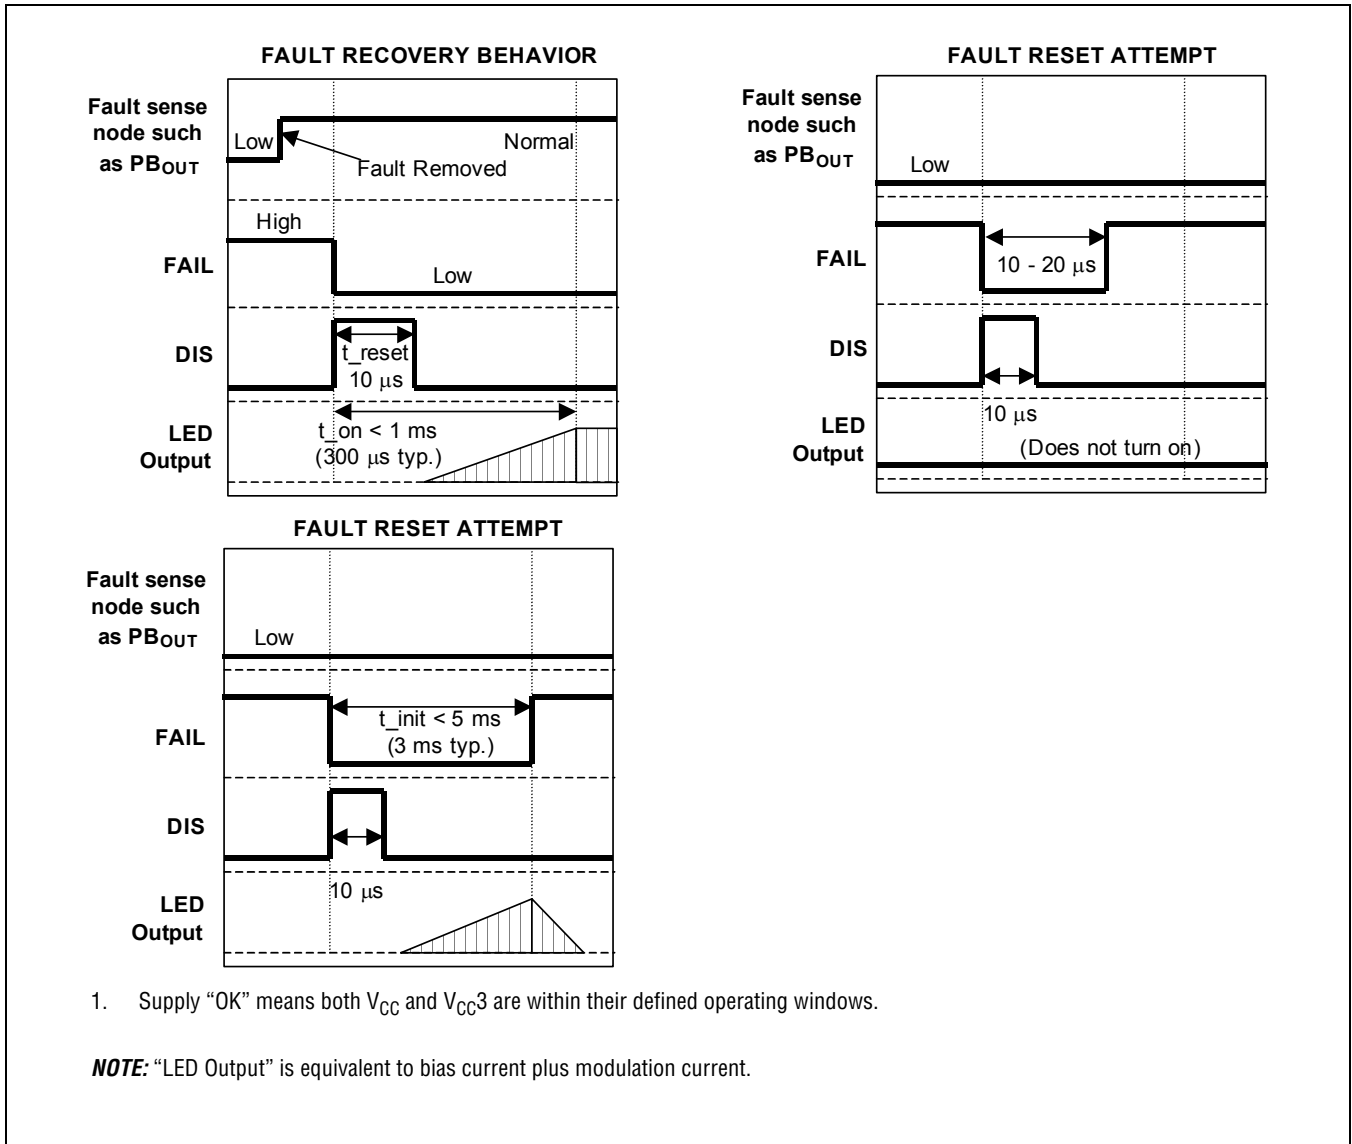 FAULT RECOVERY BEHAVIOR
Fault sense
node such
as PBOUT
Low
Normal
Fault Removed
High
FAIL
Low
DIS
t_reset
10 μs
LED
Output
t_on < 1 ms
(300 μs typ.)
FAULT RESET ATTEMPT
Fault sense
node such
as PBOUT
Low
FAIL
10 - 20 μs
DIS
10 μs
LED
Output
(Does not turn on)
FAULT RESET ATTEMPT
Fault sense
node such
as PBOUT
Low
FAIL
t_init < 5 ms
(3 ms typ.)
DIS
10 μs
LED
Output
1. Supply “OK” means both VCC and VCC3 are within their defined operating windows.
NOTE: “LED Output” is equivalent to bias current plus modulation current.